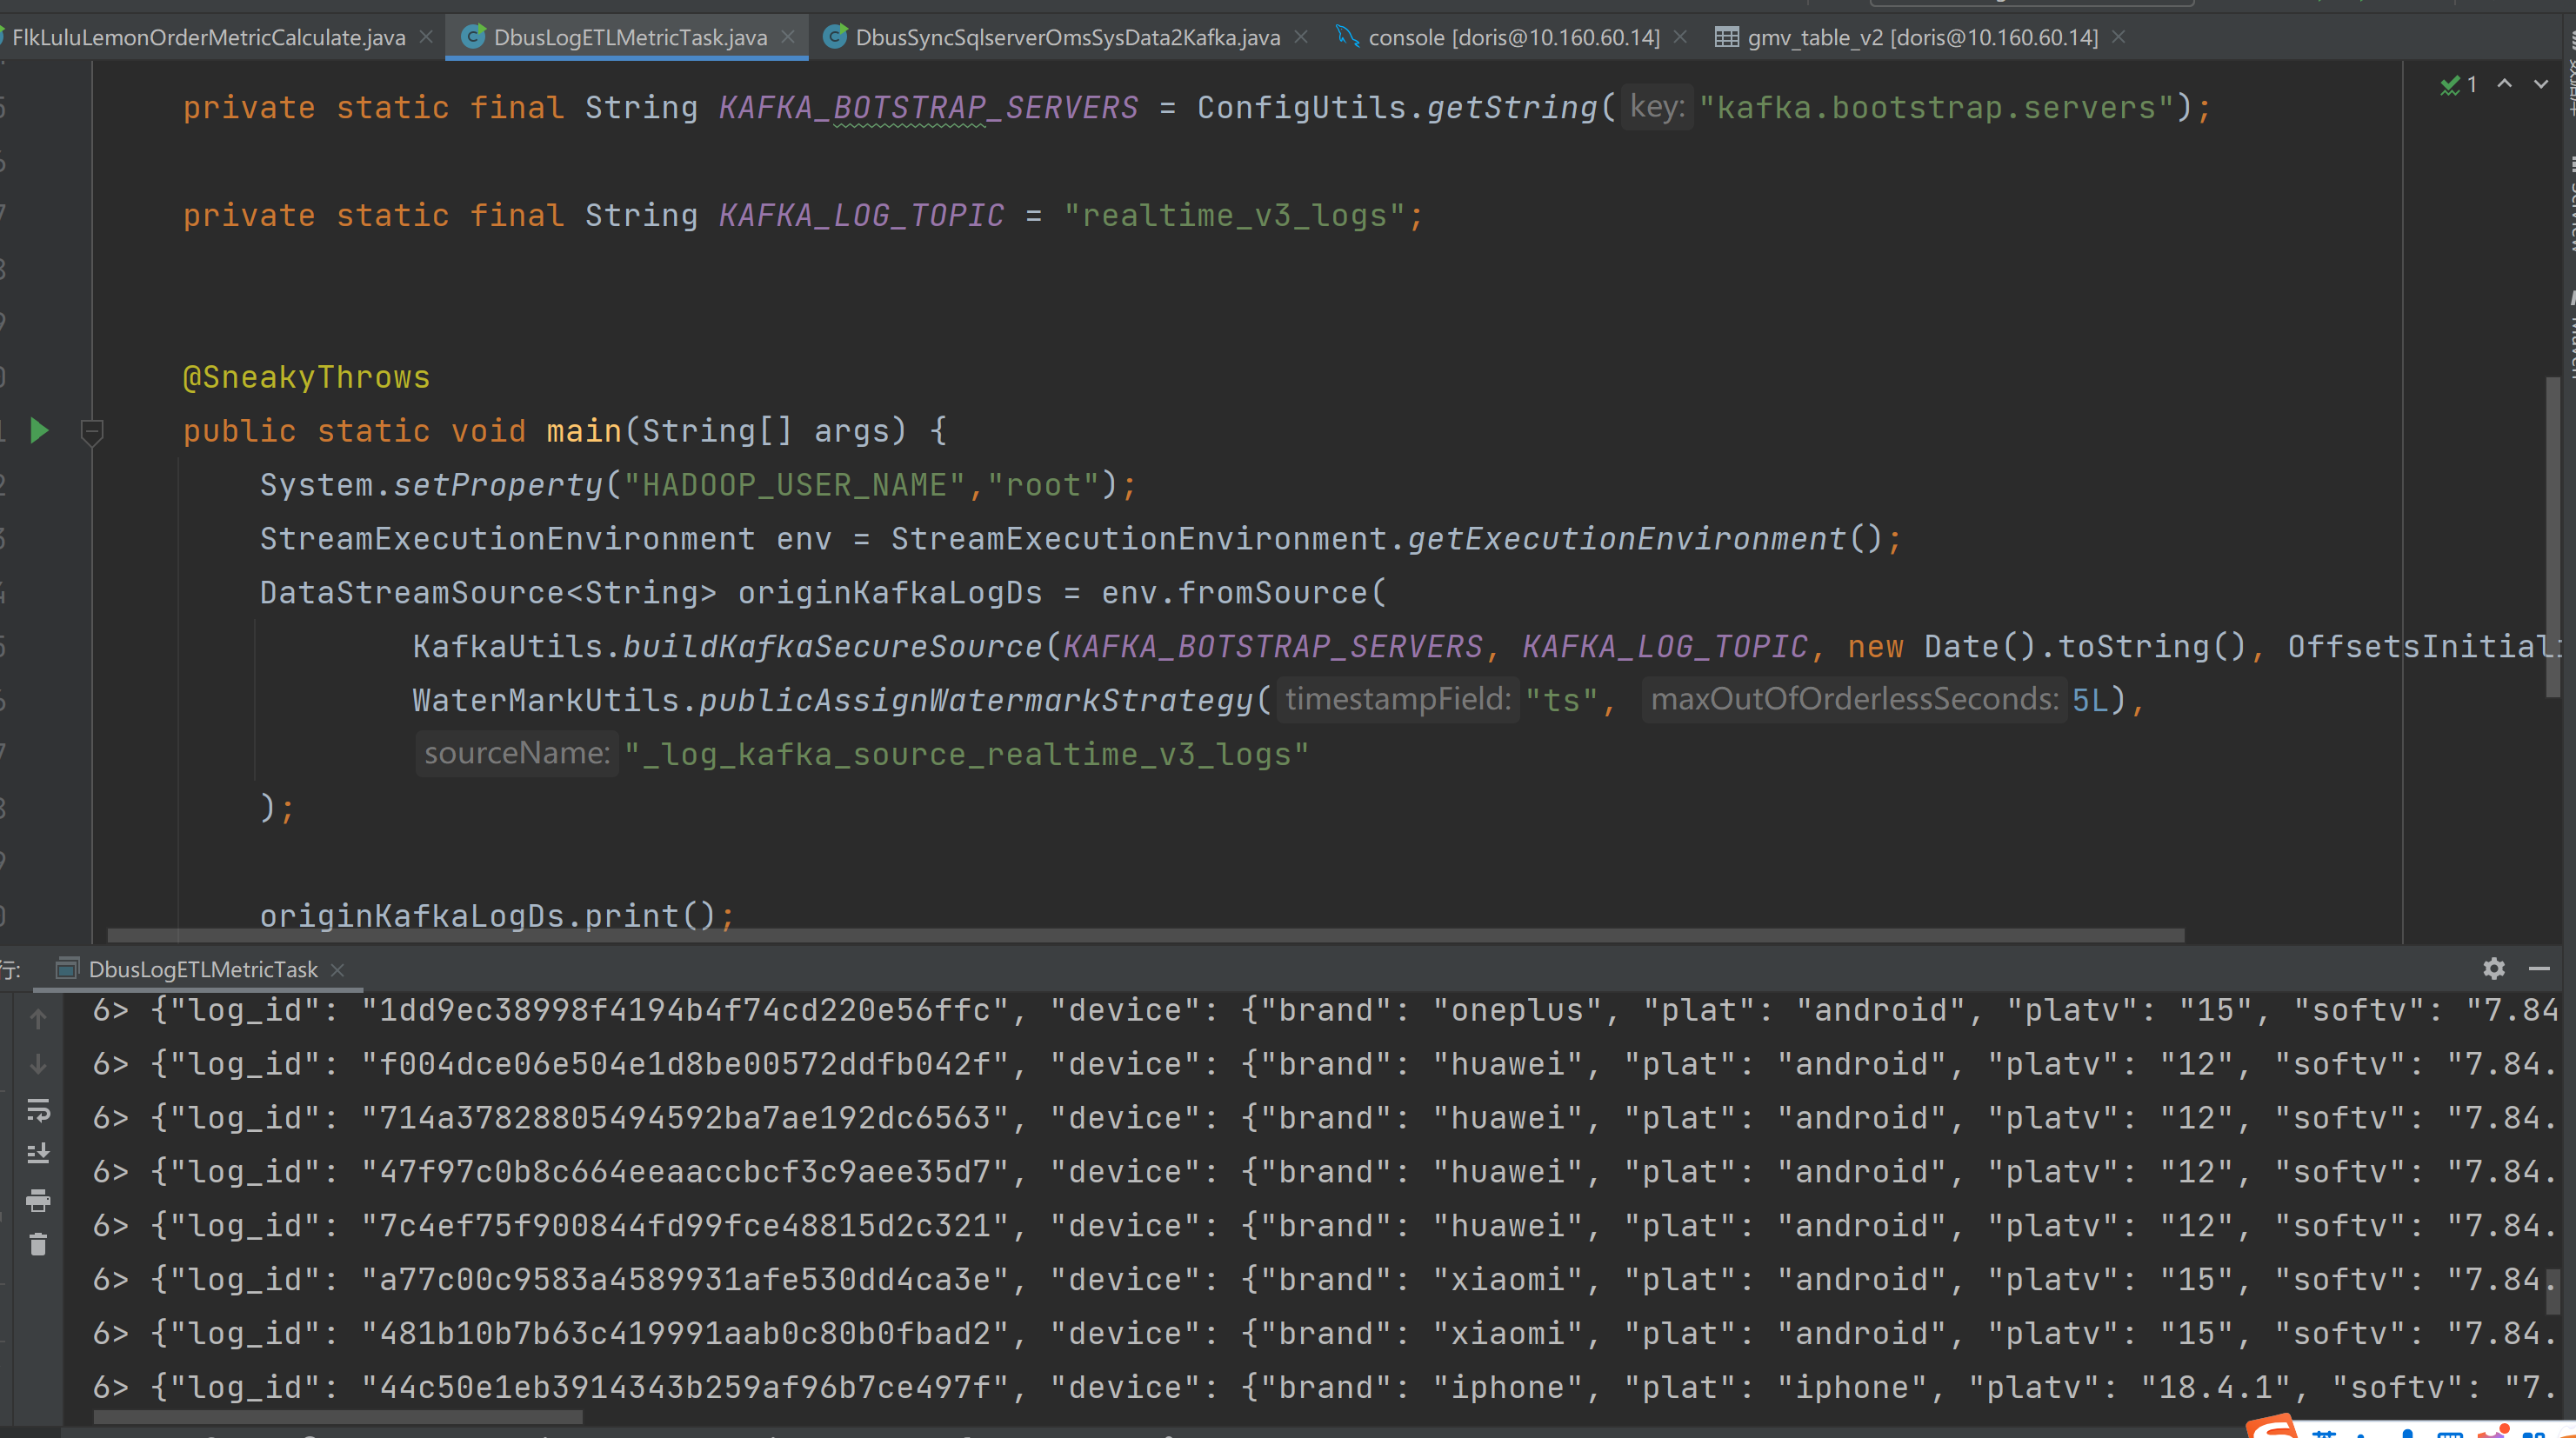 FlkLuluLemonOrderMetricCalculate.java DbusLogETLMetricTask.java DbusSyncSqlserverOmsSysData2Kafka.java console [doris@10.160.60.14] gmv_table_v2 [doris@10.160.60.14]
private static final String KAFKA_BOTSTRAP_SERVERS = ConfigUtils.getString( key: "kafka.bootstrap.servers"); 1
private static final String KAFKA_LOG_TOPIC = "realtime_v3_logs";
@SneakyThrows
public static void main(String[] args) {
System.setProperty("HADOOP_USER_NAME","root");
StreamExecutionEnvironment env = StreamExecutionEnvironment.getExecutionEnvironment();
DataStreamSource<String> originKafkaLogDs = env.fromSource(
KafkaUtils.buildKafkaSecureSource(KAFKA_BOTSTRAP_SERVERS, KAFKA_LOG_TOPIC, new Date().toString(), OffsetsInitial
WaterMarkUtils.publicAssignWatermarkStrategy( timestampField: "ts", maxOutOfOrderlessSeconds: 5L),
sourceName: "_log_kafka_source_realtime_v3_logs"
);
originKafkaLogDs.print();
行: DbusLogETLMetricTask
6> {"log_id": "1dd9ec38998f4194b4f74cd220e56ffc", "device": {"brand": "oneplus", "plat": "android", "platv": "15", "softv": "7.84
6> {"log_id": "f004dce06e504e1d8be00572ddfb042f", "device": {"brand": "huawei", "plat": "android", "platv": "12", "softv": "7.84.
6> {"log_id": "714a37828805494592ba7ae192dc6563", "device": {"brand": "huawei", "plat": "android", "platv": "12", "softv": "7.84.
6> {"log_id": "47f97c0b8c664eeaaccbcf3c9aee35d7", "device": {"brand": "huawei", "plat": "android", "platv": "12", "softv": "7.84.
6> {"log_id": "7c4ef75f900844fd99fce48815d2c321", "device": {"brand": "huawei", "plat": "android", "platv": "12", "softv": "7.84.
6> {"log_id": "a77c00c9583a4589931afe530dd4ca3e", "device": {"brand": "xiaomi", "plat": "android", "platv": "15", "softv": "7.84.
6> {"log_id": "481b10b7b63c419991aab0c80b0fbad2", "device": {"brand": "xiaomi", "plat": "android", "platv": "15", "softv": "7.84.
6> {"log_id": "44c50e1eb3914343b259af96b7ce497f", "device": {"brand": "iphone", "plat": "iphone", "platv": "18.4.1", "softv": "7.